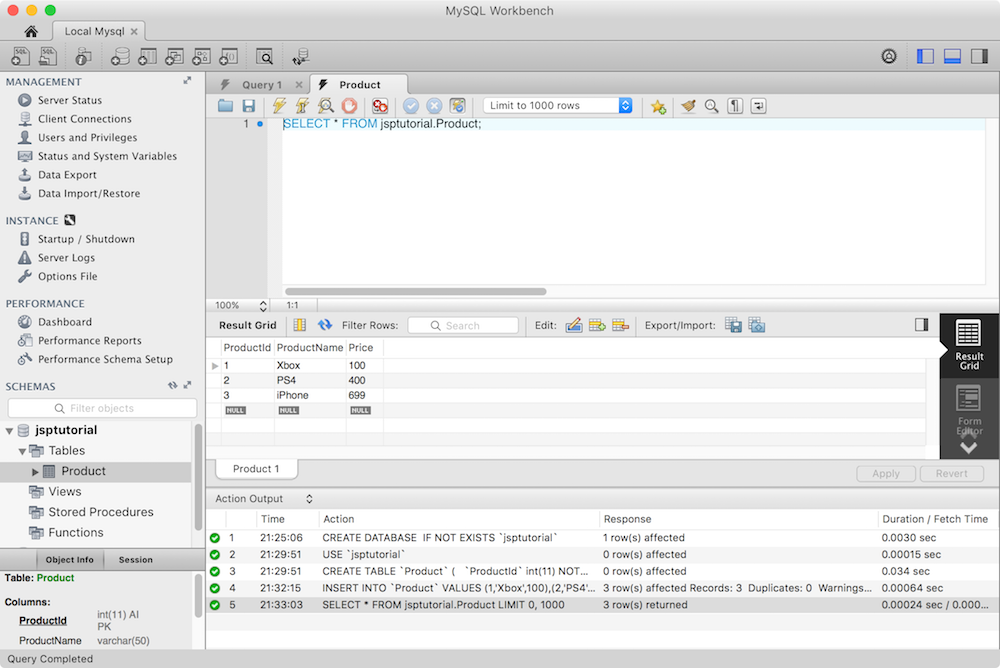 MySQL Workbench
Local Mysql
MANAGEMENT
Server Status
Client Connections
Users and Privileges
Status and System Variables
Data Export
Data Import/Restore
INSTANCE
Startup / Shutdown
Server Logs
Options File
PERFORMANCE
Dashboard
Performance Reports
Performance Schema Setup
SCHEMAS
Filter objects
jsptutorial
Tables
Product
Views
Stored Procedures
Functions
Object Info Session
Table: Product
Columns:
ProductId int(11) AI
PK
ProductName varchar(50)
Query Completed
Query 1 Product
Limit to 1000 rows
1 SELECT * FROM jsptutorial.Product;
100% 1:1
Result Grid Filter Rows: Search Edit: Export/Import:
ProductId ProductName Price
1 Xbox 100
2 PS4 400
3 iPhone 699
NULL NULL NULL
Result
Grid
Form
Editor
Product 1 Apply Revert
Action Output
Time Action Response Duration / Fetch Time
1 21:25:06 CREATE DATABASE IF NOT EXISTS `jsptutorial` 1 row(s) affected 0.0030 sec
2 21:29:51 USE `jsptutorial` 0 row(s) affected 0.00015 sec
3 21:29:51 CREATE TABLE `Product` ( `ProductId` int(11) NOT... 0 row(s) affected 0.034 sec
4 21:32:15 INSERT INTO `Product` VALUES (1,'Xbox',100),(2,'PS4'... 3 row(s) affected Records: 3 Duplicates: 0 Warnings... 0.00064 sec
5 21:33:03 SELECT * FROM jsptutorial.Product LIMIT 0, 1000 3 row(s) returned 0.00024 sec / 0.000...